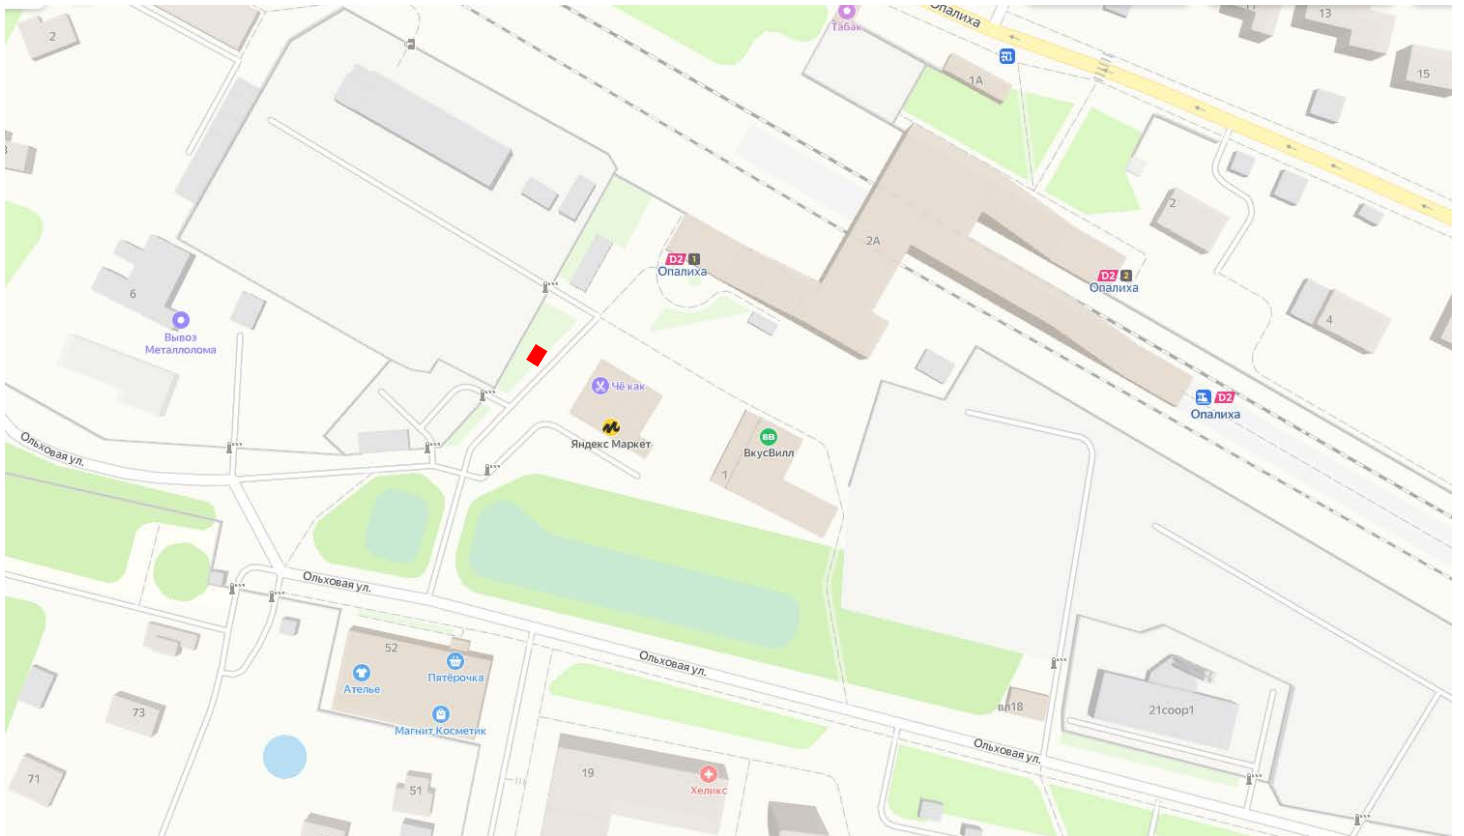 Опалиха
Табак
13
2
15
1А
2
2А
D2 1
Опалиха
D2 2
Опалиха
6
Вывоз
Металлолома
4
Чё как
D2
Опалиха
Яндекс Маркет
ВВ
ВкусВилл
1
Ольховая ул.
Ольховая ул.
52
Ательe
Пятёрочка
Ольховая ул.
вл18
21соор1
73
Магнит Косметик
Ольховая ул.
71
51
19
Хеликс